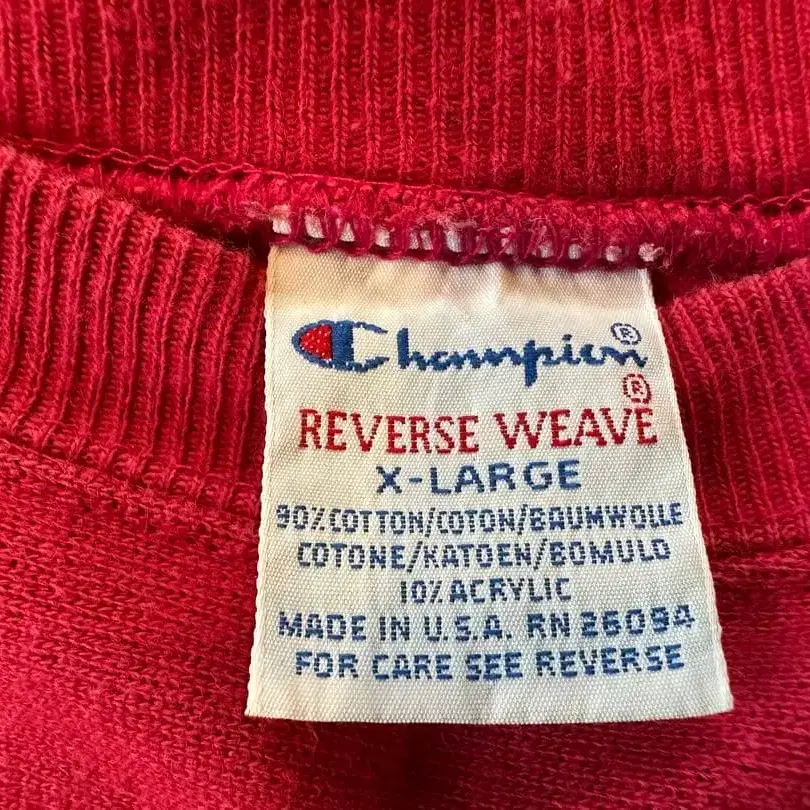 Champion®
REVERSE WEAVE®
X-LARGE
90% COTTON/COTON/BAUMWOLLE
COTONE/KATOEN/BOMULD
10% ACRYLIC
MADE IN U.S.A. RN 26094
FOR CARE SEE REVERSE